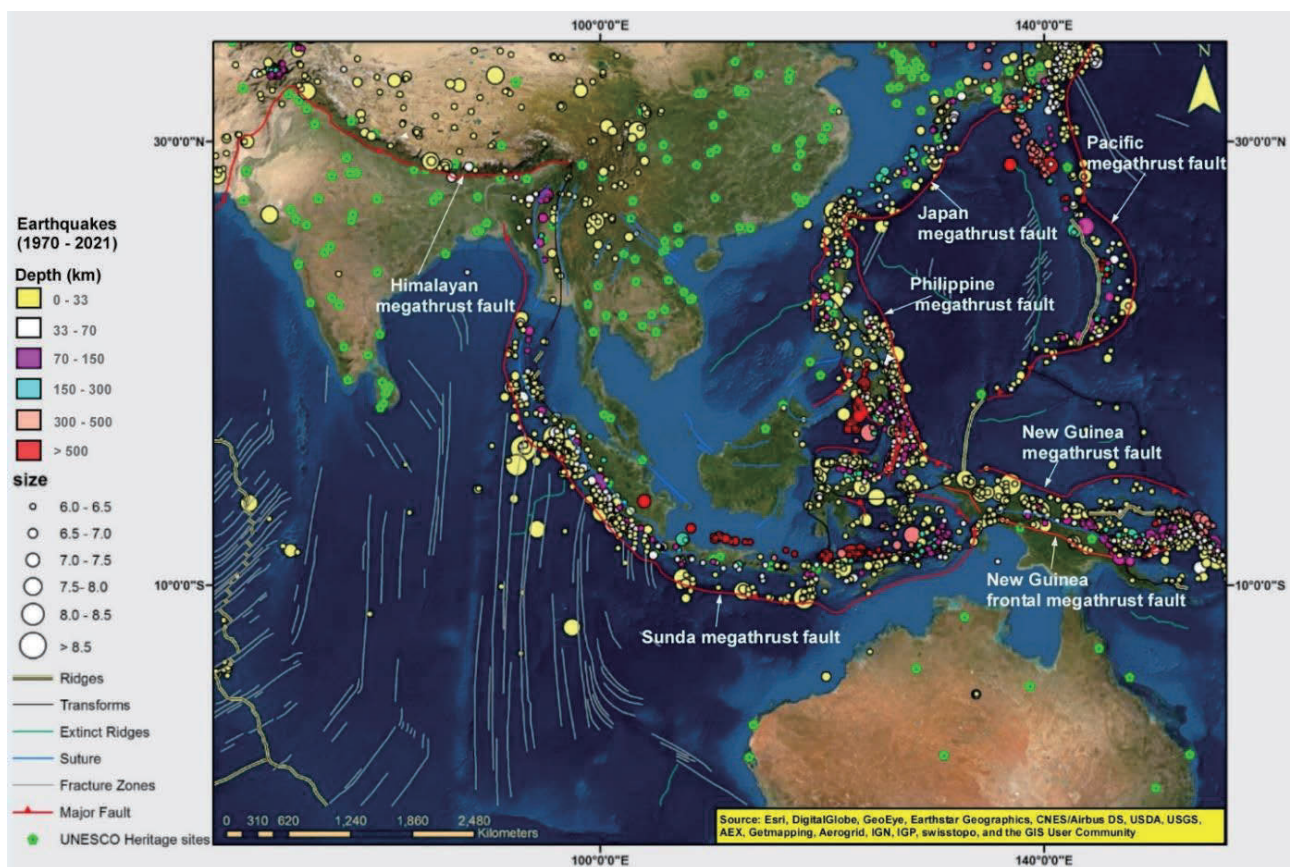 100°0'0"E
140°0'0"E
N
30°0'0"N
30°0'0"N
Pacific
megathrust fault
Japan
megathrust fault
Himalayan
megathrust fault
Philippine
megathrust fault
New Guinea
megathrust fault
10°0'0"S
10°0'0"S
New Guinea
frontal megathrust fault
Sunda megathrust fault
Earthquakes
(1970 - 2021)
Depth (km)
0 - 33
33 - 70
70 - 150
150 - 300
300 - 500
> 500
size
6.0 - 6.5
6.5 - 7.0
7.0 - 7.5
7.5- 8.0
8.0 - 8.5
> 8.5
Ridges
Transforms
Extinct Ridges
Suture
Fracture Zones
Major Fault
UNESCO Heritage sites
0 310 620 1,240 1,860 2,480
Kilometers
Source: Esri, DigitalGlobe, GeoEye, Earthstar Geographics, CNES/Airbus DS, USDA, USGS,
AEX, Getmapping, Aerogrid, IGN, IGP, swisstopo, and the GIS User Community
100°0'0"E
140°0'0"E